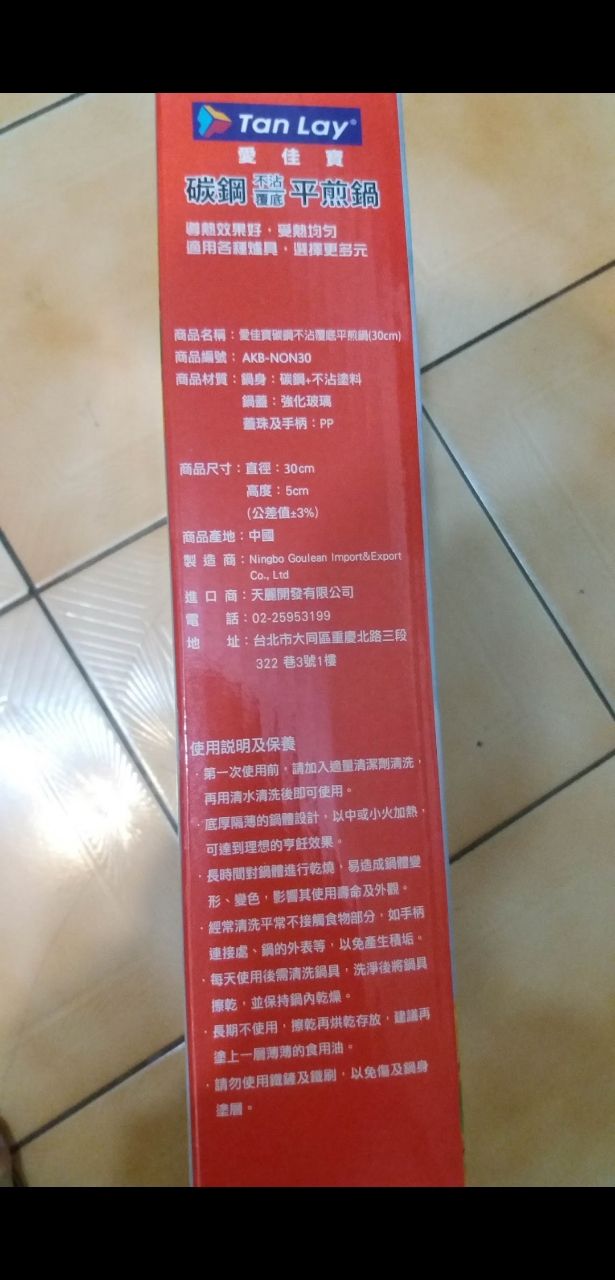 Tan Lay®
愛佳寶
碳鋼不沾覆底平煎鍋
導熱效果好，受熱均勻
適用各種爐具，選擇更多元
商品名稱：愛佳寶碳鋼不沾覆底平煎鍋(30cm)
商品編號：AKB-NON30
商品材質：鍋身：碳鋼+不沾塗料
鍋蓋：強化玻璃
蓋珠及手柄：PP
商品尺寸：直徑：30cm
高度：5cm
(公差值±3%)
商品產地：中國
製造商：Ningbo Goulean Import&Export
Co., Ltd
進口商：天麗開發有限公司
電話：02-25953199
地址：台北市大同區重慶北路三段
322 巷3號1樓
使用說明及保養
·第一次使用前，請加入適量清潔劑清洗，
再用清水清洗後即可使用。
·底厚隔薄的鍋體設計，以中或小火加熱，
可達到理想的亨飪效果。
·長時間對鍋體進行乾燒，易造成鍋體變
形、變色，影響其使用壽命及外觀。
·經常清洗平常不接觸食物部分，如手柄
連接處、鍋的外表等，以免產生積垢。
·每天使用後需清洗鍋具，洗淨後將鍋具
擦乾，並保持鍋內乾燥。
·長期不使用，擦乾再烘乾存放，建議再
塗上一層薄薄的食用油。
·請勿使用鐵鏟及鐵刷，以免傷及鍋身
塗層。